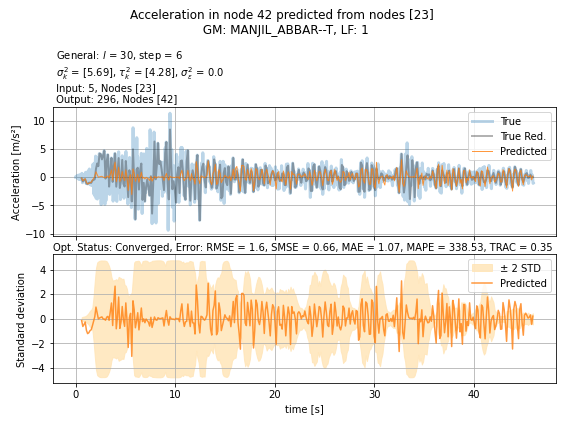 Acceleration in node 42 predicted from nodes [23]
GM: MANJIL_ABBAR--T, LF: 1
General: l = 30, step = 6
σ²ₖ = [5.69], τ²ₖ = [4.28], σ²ε = 0.0
Input: 5, Nodes [23]
Output: 296, Nodes [42]
Acceleration [m/s²]
10
5
0
−5
−10
True
True Red.
Predicted
Opt. Status: Converged, Error: RMSE = 1.6, SMSE = 0.66, MAE = 1.07, MAPE = 338.53, TRAC = 0.35
Standard deviation
4
2
0
−2
−4
± 2 STD
Predicted
0 10 20 30 40
time [s]